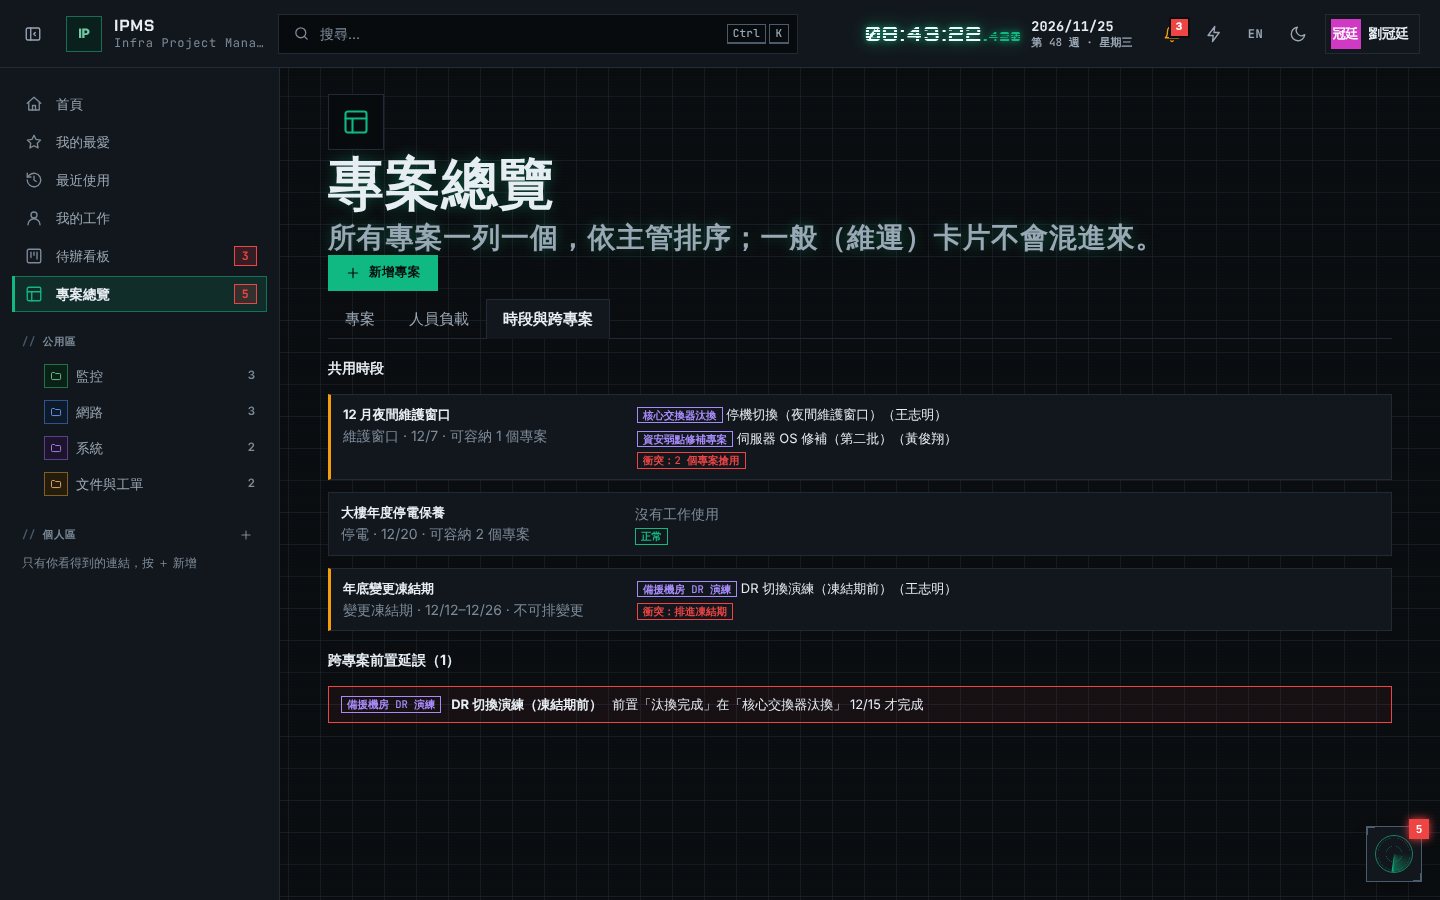 IP
IPMS
Infra Project Mana…
搜尋...
Ctrl K
00:43:22.420
2026/11/25
第 48 週 · 星期三
3
EN
冠廷
劉冠廷
首頁
我的最愛
最近使用
我的工作
待辦看板 3
專案總覽 5
// 公用區
監控 3
網路 3
系統 2
文件與工單 2
// 個人區 +
只有你看得到的連結，按 + 新增
專案總覽
所有專案一列一個，依主管排序；一般（維運）卡片不會混進來。
+ 新增專案
專案 人員負載 時段與跨專案
共用時段
12 月夜間維護窗口
維護窗口 · 12/7 · 可容納 1 個專案
核心交換器汰換 停機切換（夜間維護窗口）（王志明）
資安弱點修補專案 伺服器 OS 修補（第二批）（黃俊翔）
衝突：2 個專案搶用
大樓年度停電保養
停電 · 12/20 · 可容納 2 個專案
沒有工作使用
正常
年底變更凍結期
變更凍結期 · 12/12–12/26 · 不可排變更
備援機房 DR 演練 DR 切換演練（凍結期前）（王志明）
衝突：排進凍結期
跨專案前置延誤（1）
備援機房 DR 演練 DR 切換演練（凍結期前） 前置「汰換完成」在「核心交換器汰換」 12/15 才完成
5